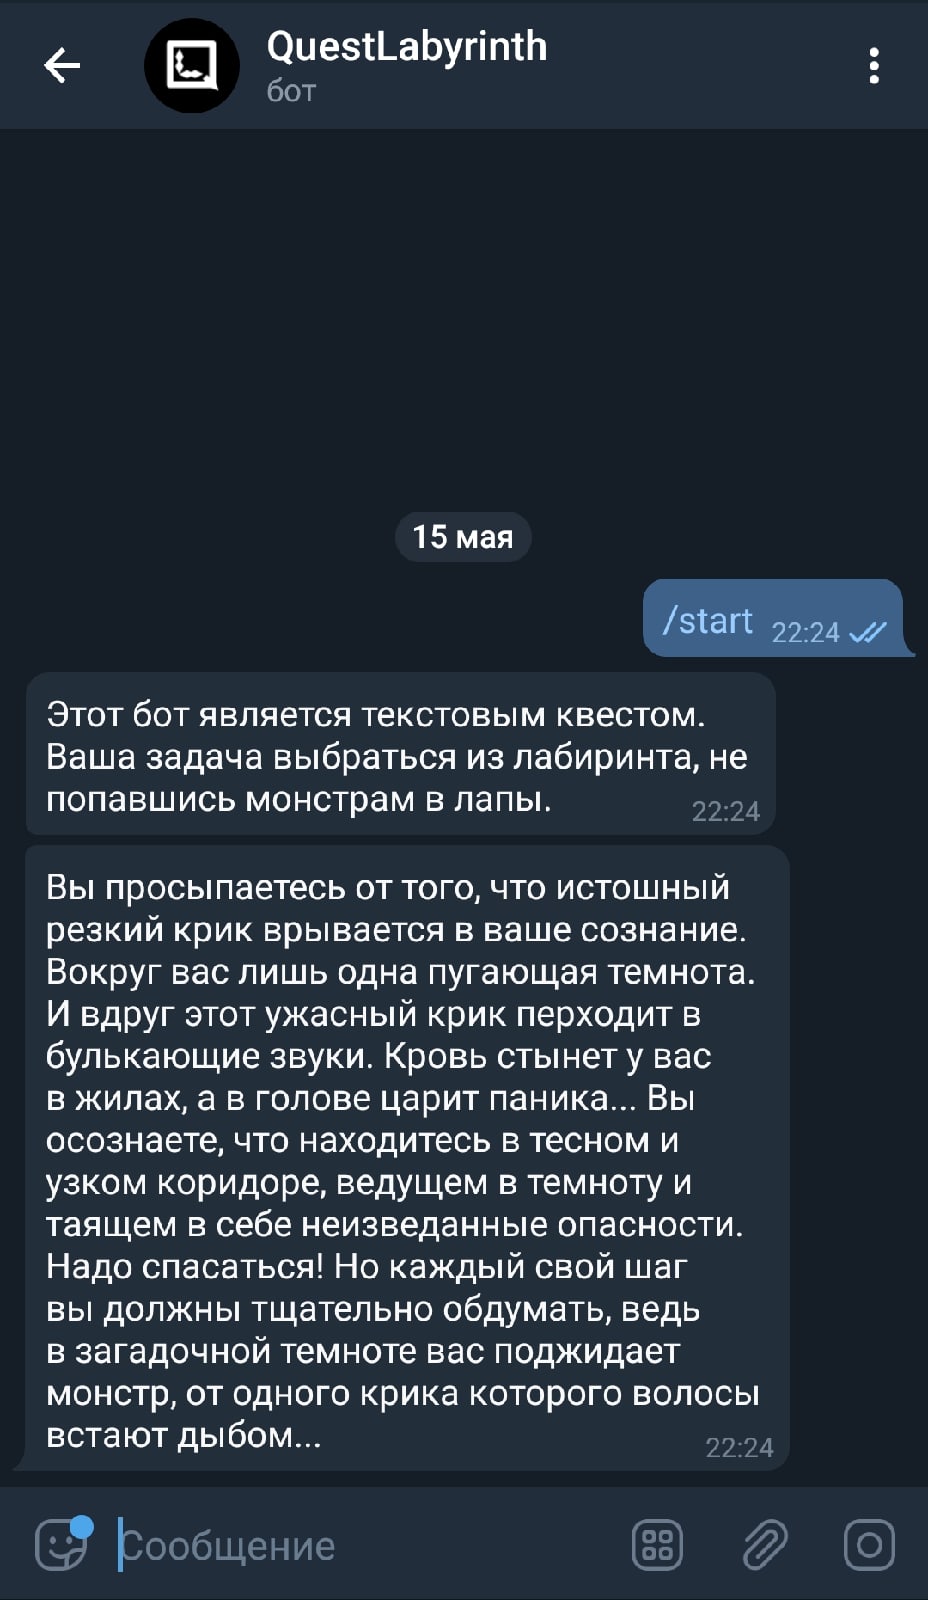 QuestLabyrinth
бот
15 мая
/start 22:24
Этот бот является текстовым квестом.
Ваша задача выбраться из лабиринта, не
попавшись монстрам в лапы.
22:24
Вы просыпаетесь от того, что истошный
резкий крик врывается в ваше сознание.
Вокруг вас лишь одна пугающая темнота.
И вдруг этот ужасный крик перходит в
булькающие звуки. Кровь стынет у вас
в жилах, а в голове царит паника... Вы
осознаете, что находитесь в тесном и
узком коридоре, ведущем в темноту и
таящем в себе неизведанные опасности.
Надо спасаться! Но каждый свой шаг
вы должны тщательно обдумать, ведь
в загадочной темноте вас поджидает
монстр, от одного крика которого волосы
встают дыбом...
22:24
Сообщение